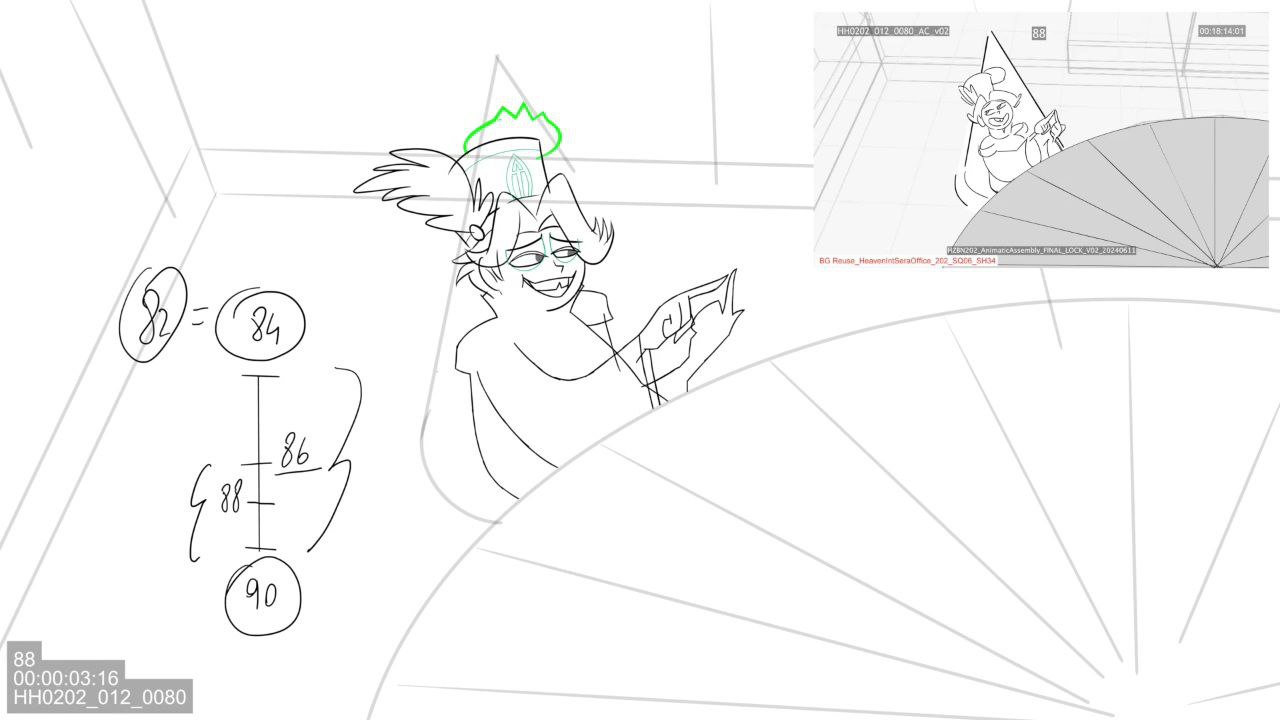 HH0202_012_0080_AC_v02
88
00:18:14:01
HZBN202_AnimaticAssembly_FINAL_LOCK_V02_20240611
BG Reuse_HeavenIntSeraOffice_202_SQ06_SH34
82 = 84
86
88
90
88
00:00:03:16
HH0202_012_0080